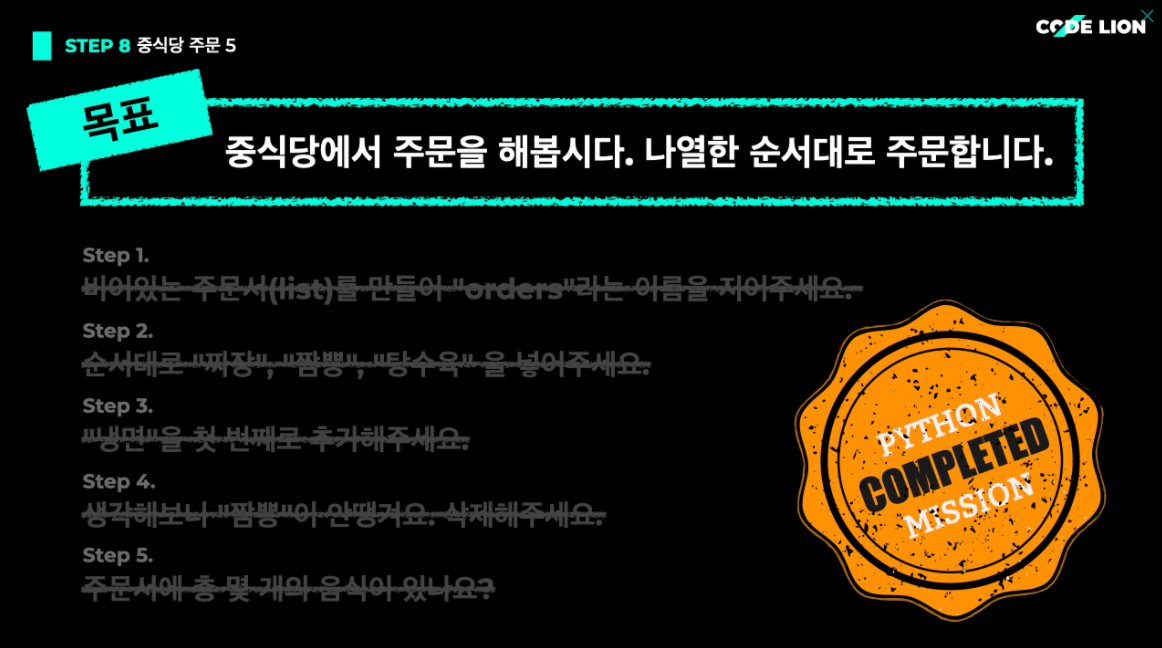 STEP 8 중식당 주문 5
CODE LION
목표
중식당에서 주문을 해봅시다. 나열한 순서대로 주문합니다.
Step 1.
비어있는 주문서(list)를 만들어 "orders"라는 이름을 지어주세요.
Step 2.
순서대로 "짜장", "짬뽕", "탕수육" 을 넣어주세요.
Step 3.
"냉면"을 첫 번째로 추가해주세요.
Step 4.
생각해보니 "짬뽕"이 안땡겨요. 삭제해주세요.
Step 5.
주문서에 총 몇 개의 음식이 있나요?
PYTHON
COMPLETED
MISSION